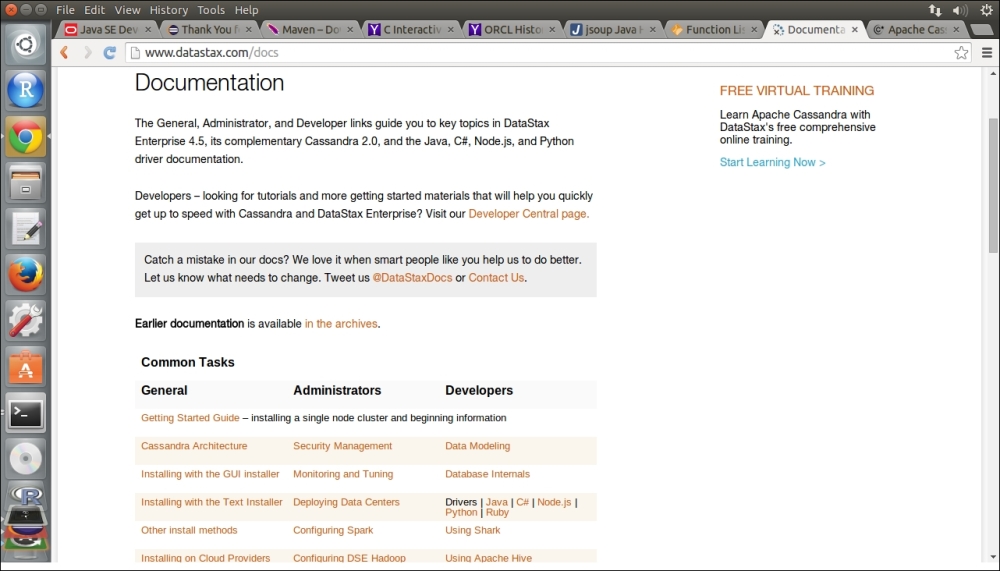 File Edit View History Tools Help
Java SE Dev
Thank You f
Maven – Do
C Interactiv
ORCL Histo
jsoup Java H
Function Lis
Documenta
Apache Cas
www.datastax.com/docs
Documentation
The General, Administrator, and Developer links guide you to key topics in DataStax
Enterprise 4.5, its complementary Cassandra 2.0, and the Java, C#, Node.js, and Python
driver documentation.
Developers – looking for tutorials and more getting started materials that will help you quickly
get up to speed with Cassandra and DataStax Enterprise? Visit our Developer Central page.
Catch a mistake in our docs? We love it when smart people like you help us to do better.
Let us know what needs to change. Tweet us @DataStaxDocs or Contact Us.
Earlier documentation is available in the archives.
Common Tasks
General Administrators Developers
Getting Started Guide – installing a single node cluster and beginning information
Cassandra Architecture Security Management Data Modeling
Installing with the GUI installer Monitoring and Tuning Database Internals
Installing with the Text Installer Deploying Data Centers Drivers | Java | C# | Node.js |
Python | Ruby
Other install methods Configuring Spark Using Shark
Installing on Cloud Providers Configuring DSE Hadoop Using Apache Hive
FREE VIRTUAL TRAINING
Learn Apache Cassandra with
DataStax's free comprehensive
online training.
Start Learning Now >